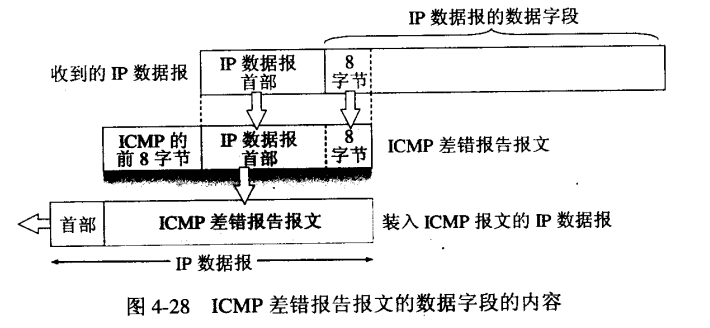 IP 数据报的数据字段
收到的 IP 数据报
IP 数据报
首部
8
字节
ICMP 的
前 8 字节
IP 数据报
首部
8
字节
ICMP 差错报告报文
首部
ICMP 差错报告报文
装入 ICMP 报文的 IP 数据报
IP 数据报
图 4-28 ICMP 差错报告报文的数据字段的内容